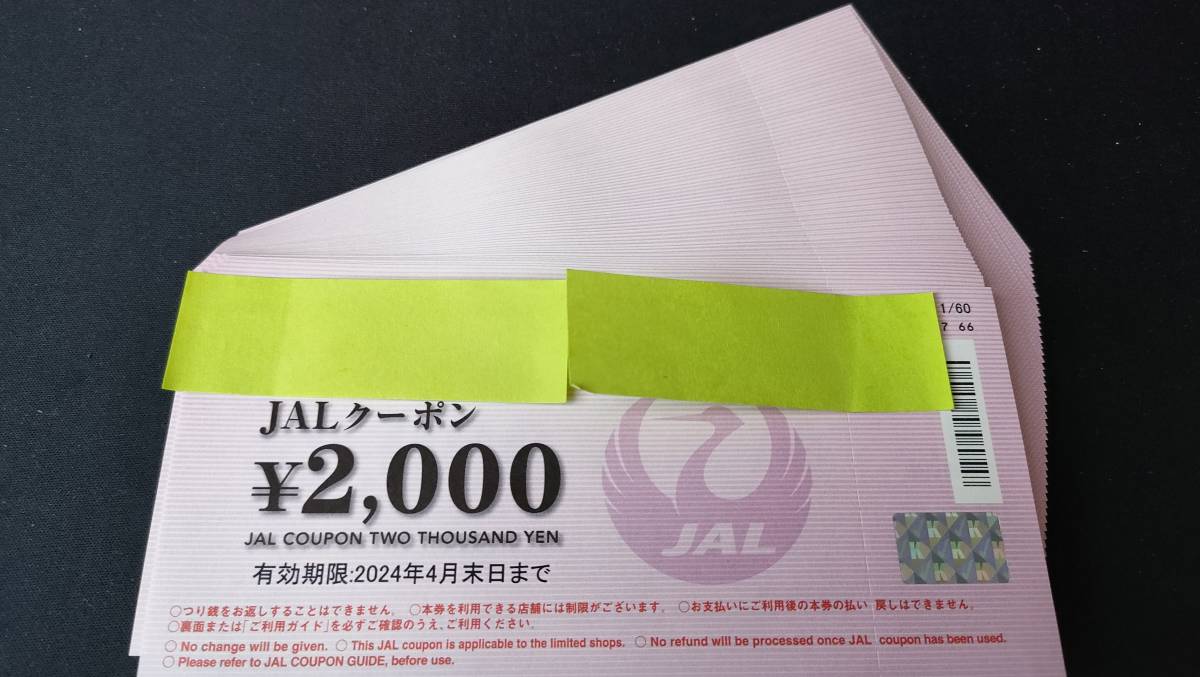 1/60
7 66
JALクーポン
¥2,000
JAL COUPON TWO THOUSAND YEN
JAL
有効期限:2024年4月末日まで
K K
K K K
K K
○つり銭をお返しすることはできません。 ○本券を利用できる店舗には制限がございます。 ○お支払いにご利用後の本券の払い 戻しはできません。
○裏面または「ご利用ガイド」を必ずご確認のうえ、ご利用ください。
○ No change will be given. ○ This JAL coupon is applicable to the limited shops. ○ No refund will be processed once JAL coupon has been used.
○ Please refer to JAL COUPON GUIDE, before use.